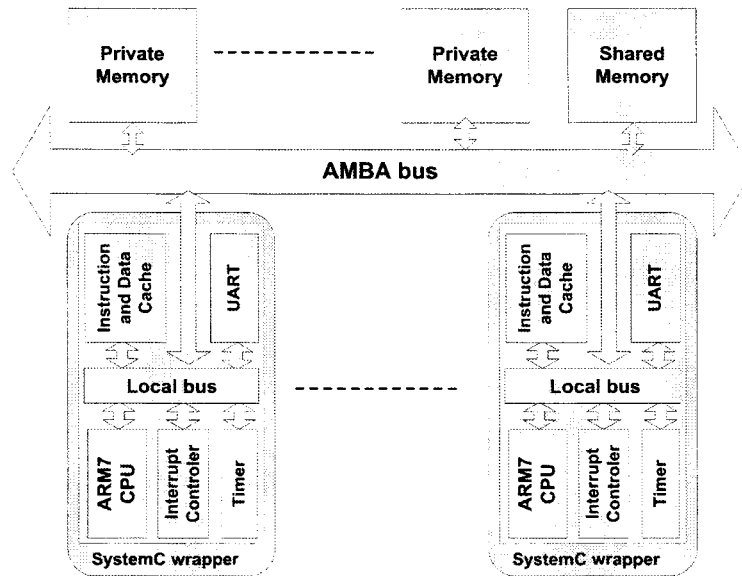 Private
Memory
Private
Memory
Shared
Memory
AMBA bus
Instruction
and Data
Cache
UART
Local bus
ARM7
CPU
Interrupt
Controler
Timer
SystemC wrapper
Instruction
and Data
Cache
UART
Local bus
ARM7
CPU
Interrupt
Controler
Timer
SystemC wrapper